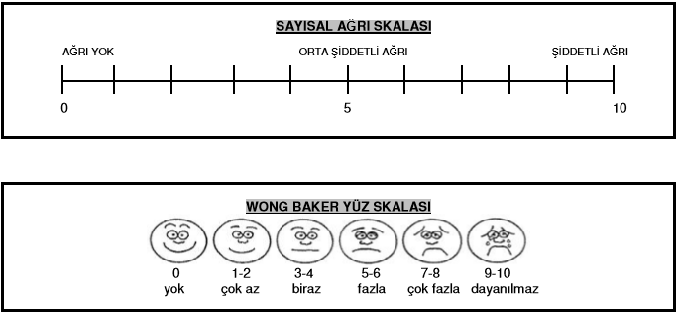 SAYISAL AĞRI SKALASI
AĞRI YOK ORTA ŞİDDETLİ AĞRI ŞİDDETLİ AĞRI
0 5 10
WONG BAKER YÜZ SKALASI
0 1-2 3-4 5-6 7-8 9-10
yok çok az biraz fazla çok fazla dayanılmaz